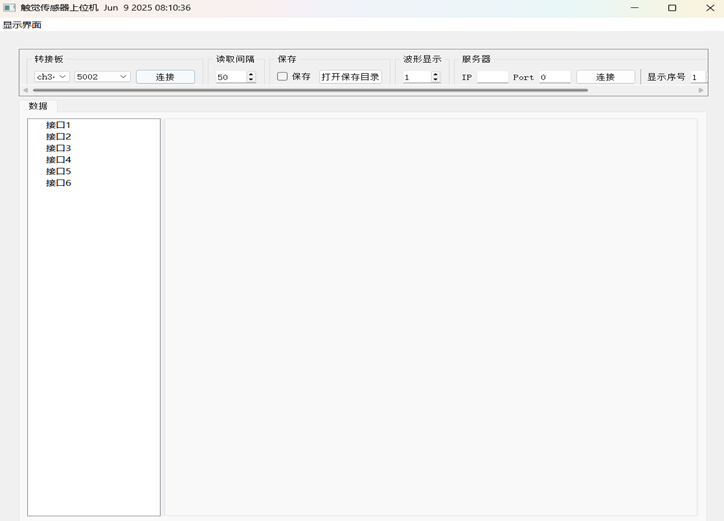 触觉传感器上位机 Jun 9 2025 08:10:36
显示界面
转接板 读取间隔 保存 波形显示 服务器
ch3 5002 连接 50 保存 打开保存目录 1 IP Port 0 连接 显示序号 1
数据
接口1
接口2
接口3
接口4
接口5
接口6